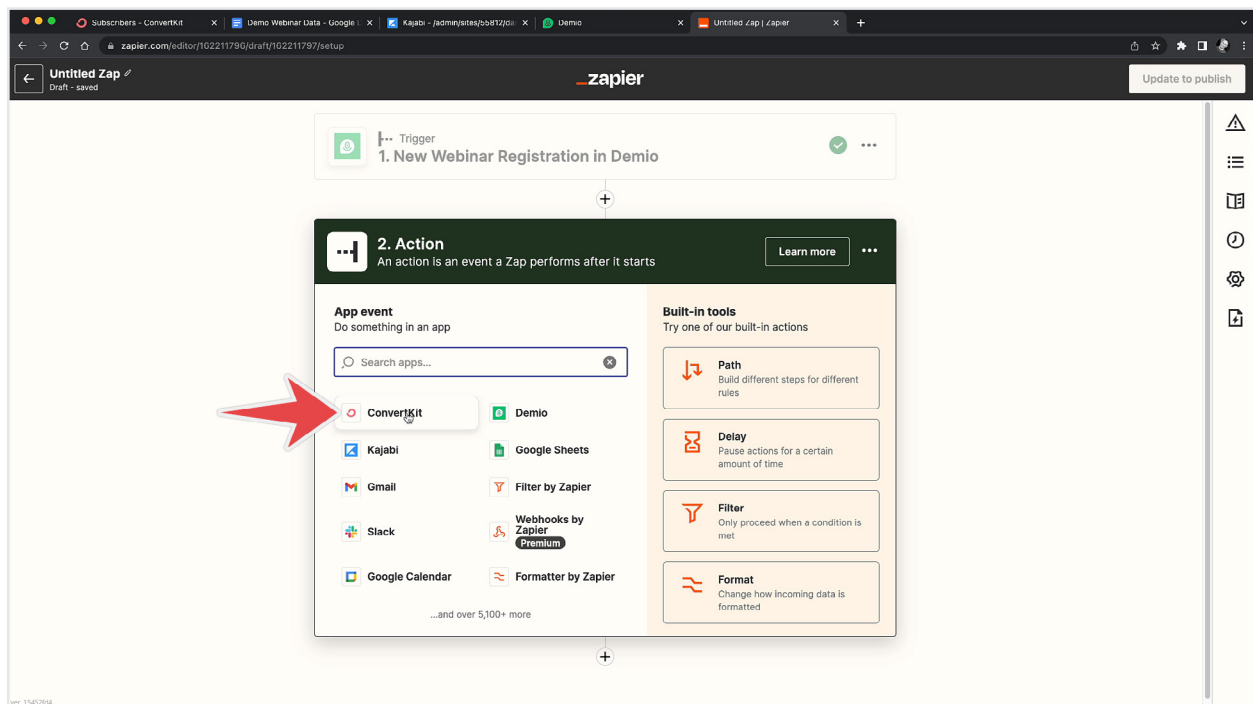 Subscribers - ConvertKit
Demo Webinar Data - Google
Kajabi - /admin/sites/55812/da
Demio
Untitled Zap | Zapier
zapier.com/editor/162211796/draft/162211797/setup
Untitled Zap
Draft - saved
_zapier
Update to publish
Trigger
1. New Webinar Registration in Demio
2. Action
An action is an event a Zap performs after it starts
Learn more
App event
Do something in an app
Search apps...
ConvertKit
Demio
Kajabi
Google Sheets
Gmail
Filter by Zapier
Slack
Webhooks by
Zapier
Premium
Google Calendar
Formatter by Zapier
...and over 5,100+ more
Built-in tools
Try one of our built-in actions
Path
Build different steps for different
rules
Delay
Pause actions for a certain
amount of time
Filter
Only proceed when a condition is
met
Format
Change how incoming data is
formatted